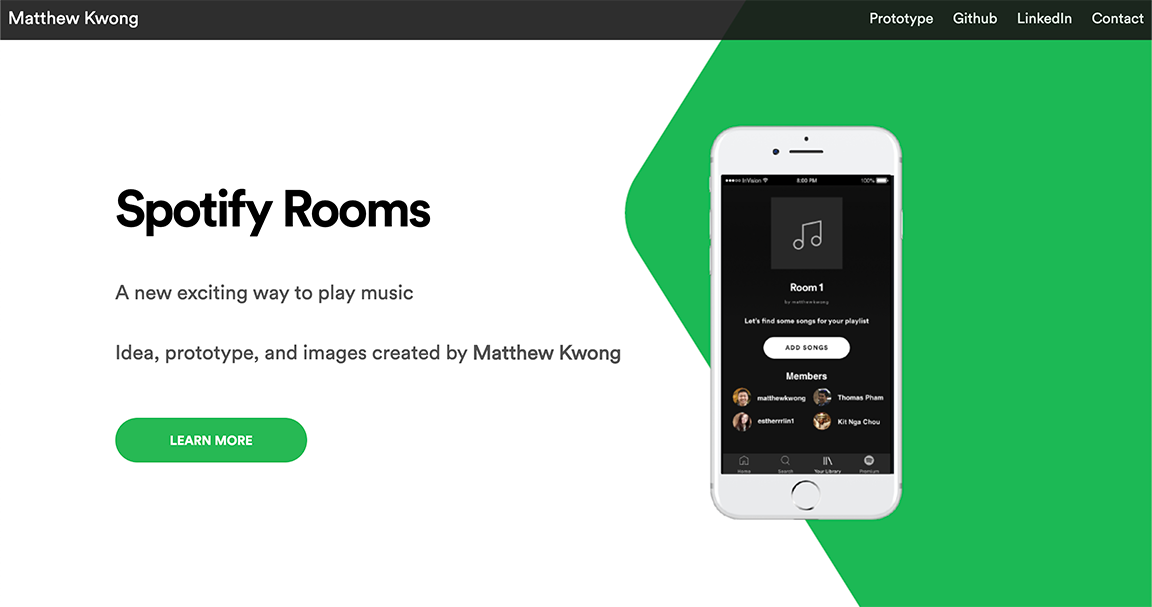 Matthew Kwong
Prototype Github LinkedIn Contact
Spotify Rooms
A new exciting way to play music
Idea, prototype, and images created by Matthew Kwong
LEARN MORE
InVision 8:00 PM 100%
Room 1
by matthewkwong
Let's find some songs for your playlist
ADD SONGS
Members
matthewkwong Thomas Pham
estherrrlin1 Kit Nga Chou
Home Search Your Library Premium